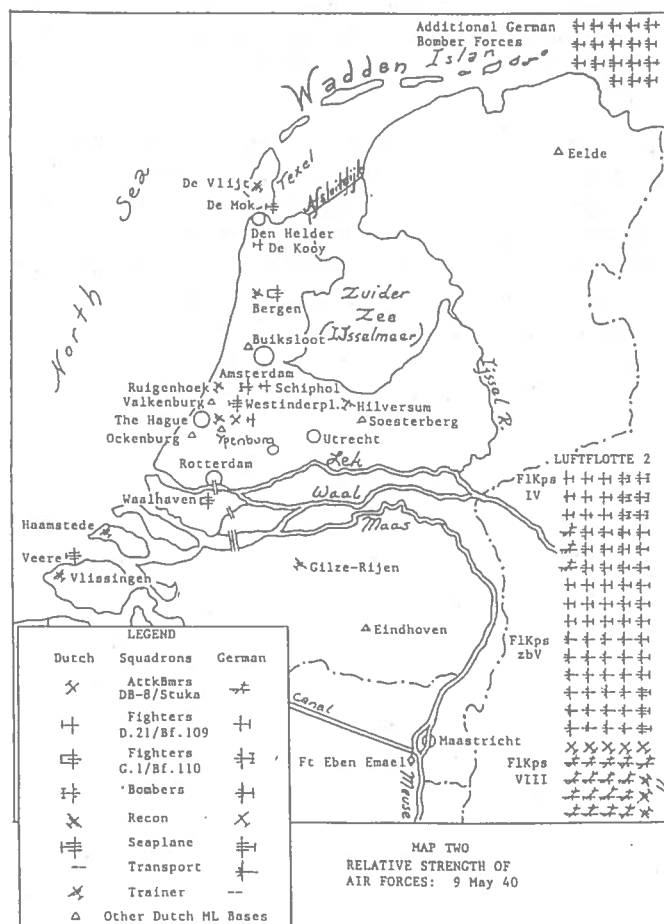 Additional German
Bomber Forces
Wadden Islan
Sea
North
Texel
Eelde
De Vlijt
De Mok
Afsluitdijk
Den Helder
De Kooy
Bergen
Zuider
Zee
(IJsselmeer)
Buiksloot
Amsterdam
Ijssel R.
Ruigenhoek
Schiphol
Valkenburg
Westinderpl.
Hilversum
The Hague
Soesterberg
Ockenburg
Ypenburg
Utrecht
Rotterdam
Lek
Waal
Maas
Waalhaven
Haamstede
Veere
Vlissingen
Gilze-Rijen
Eindhoven
LUFTFLOTTE 2
FlKps
IV
FlKps
zbV
FlKps
VIII
Canal
Maastricht
Ft Eben Emael
Meuse
LEGEND
Dutch Squadrons German
AttkBmrs
DB-8/Stuka
Fighters
D.21/Bf.109
Fighters
G.1/Bf.110
Bombers
Recon
Seaplane
Transport
Trainer
Other Dutch ML Bases
MAP TWO
RELATIVE STRENGTH OF
AIR FORCES: 9 May 40